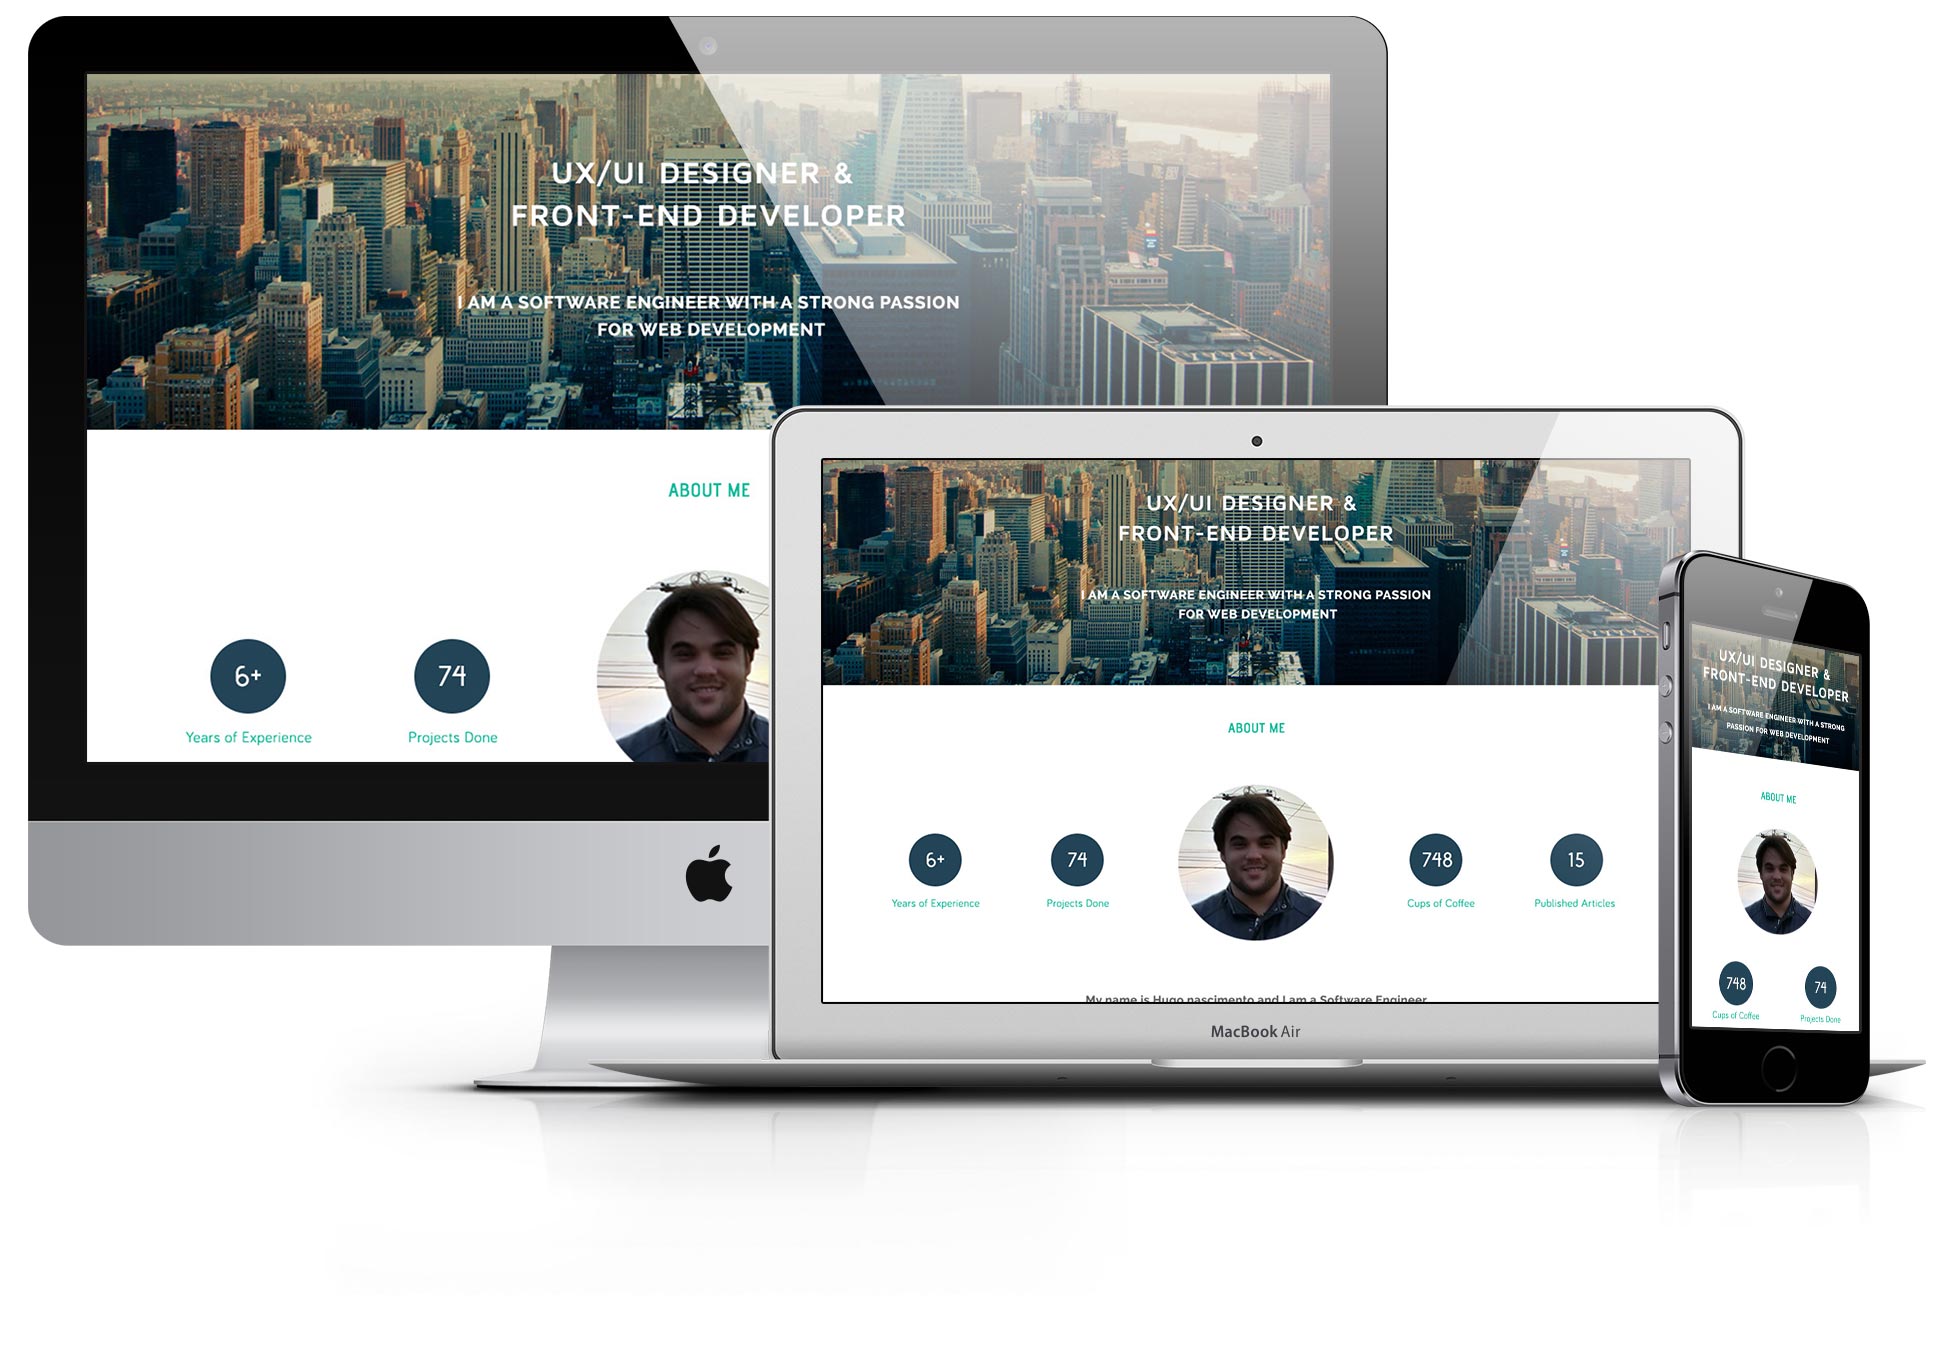 UX/UI DESIGNER &
FRONT-END DEVELOPER
I AM A SOFTWARE ENGINEER WITH A STRONG PASSION
FOR WEB DEVELOPMENT
ABOUT ME
6+
Years of Experience
74
Projects Done
UX/UI DESIGNER &
FRONT-END DEVELOPER
I AM A SOFTWARE ENGINEER WITH A STRONG PASSION
FOR WEB DEVELOPMENT
ABOUT ME
6+
Years of Experience
74
Projects Done
748
Cups of Coffee
15
Published Articles
My name is Hugo nascimento and I am a Software Engineer
MacBook Air
UX/UI DESIGNER &
FRONT-END DEVELOPER
I AM A SOFTWARE ENGINEER WITH A STRONG
PASSION FOR WEB DEVELOPMENT
ABOUT ME
748
Cups of Coffee
74
Projects Done